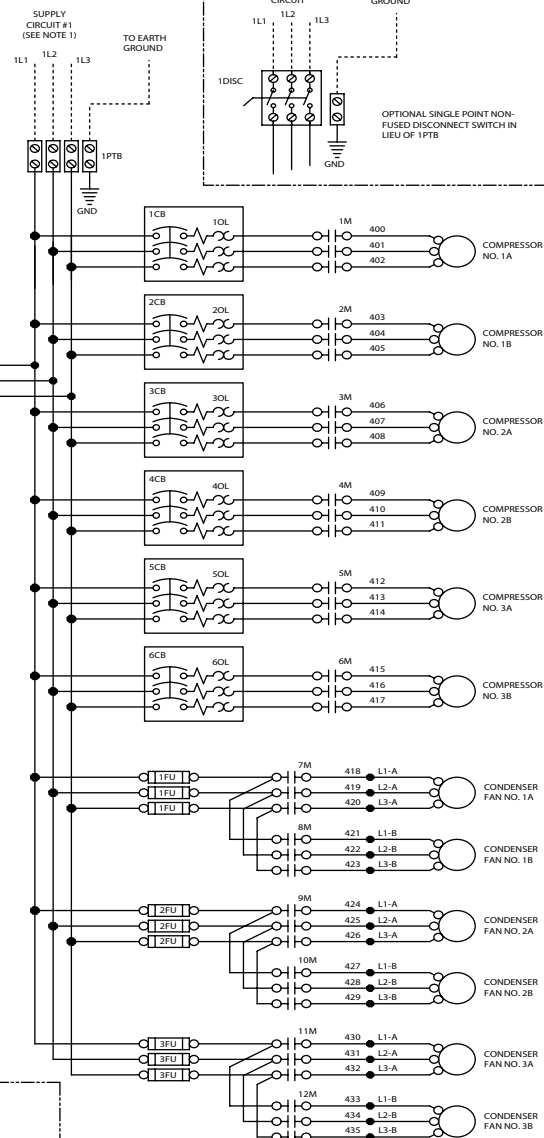 SUPPLY
CIRCUIT #1
(SEE NOTE 1)
1L1
1L2
1L3
TO EARTH
GROUND
1PTB
GND
CIRCUIT
1L1
1L2
1L3
GROUND
1DISC
GND
OPTIONAL SINGLE POINT NON-
FUSED DISCONNECT SWITCH IN
LIEU OF 1PTB
1CB
1OL
1M
400
401
402
COMPRESSOR
NO. 1A
2CB
2OL
2M
403
404
405
COMPRESSOR
NO. 1B
3CB
3OL
3M
406
407
408
COMPRESSOR
NO. 2A
4CB
4OL
4M
409
410
411
COMPRESSOR
NO. 2B
5CB
5OL
5M
412
413
414
COMPRESSOR
NO. 3A
6CB
6OL
6M
415
416
417
COMPRESSOR
NO. 3B
1FU
1FU
1FU
7M
418 L1-A
419 L2-A
420 L3-A
CONDENSER
FAN NO. 1A
8M
421 L1-B
422 L2-B
423 L3-B
CONDENSER
FAN NO. 1B
2FU
2FU
2FU
9M
424 L1-A
425 L2-A
426 L3-A
CONDENSER
FAN NO. 2A
10M
427 L1-B
428 L2-B
429 L3-B
CONDENSER
FAN NO. 2B
3FU
3FU
3FU
11M
430 L1-A
431 L2-A
432 L3-A
CONDENSER
FAN NO. 3A
12M
433 L1-B
434 L2-B
435 L3-B
CONDENSER
FAN NO. 3B